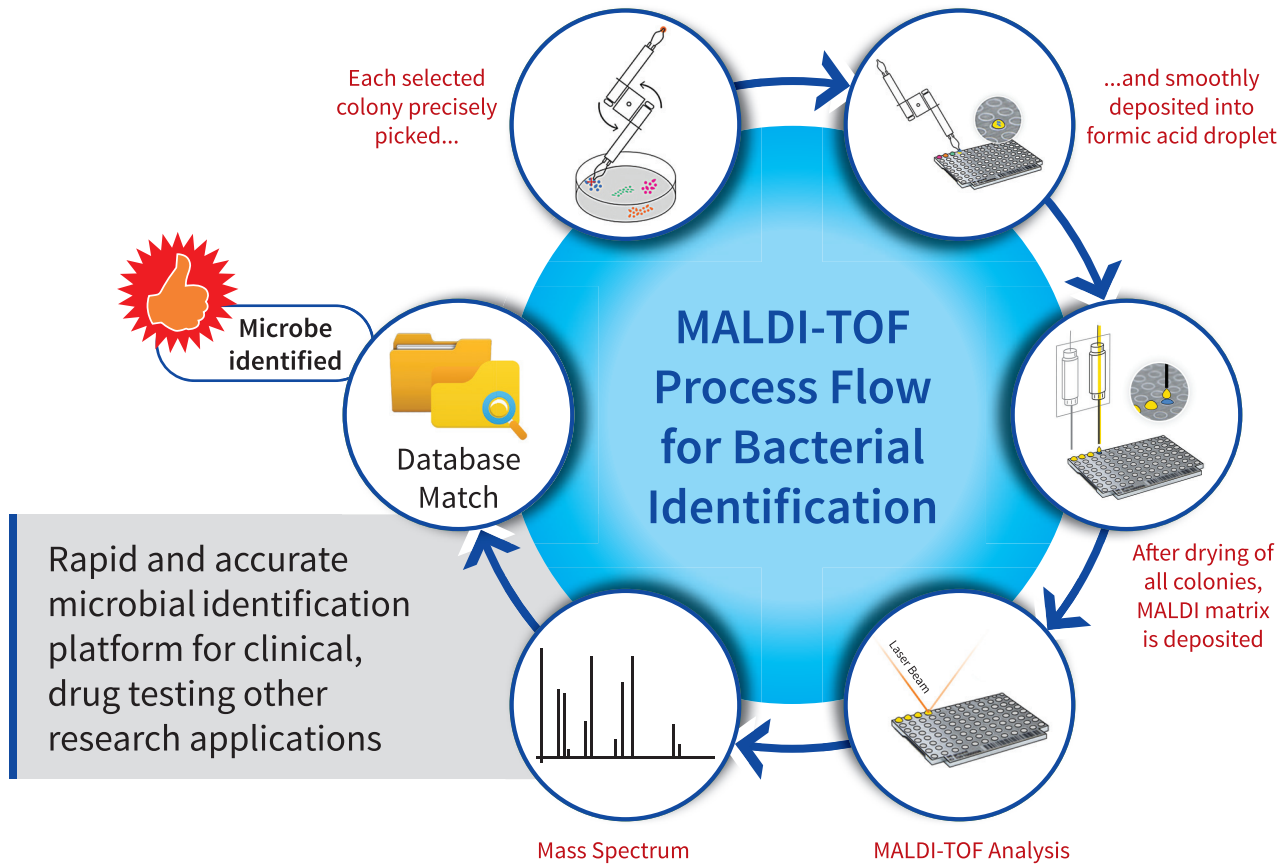 Each selected
colony precisely
picked...
...and smoothly
deposited into
formic acid droplet
After drying of
all colonies,
MALDI matrix
is deposited
Laser Beam
MALDI-TOF Analysis
Mass Spectrum
Database
Match
Microbe
identified
MALDI-TOF
Process Flow
for Bacterial
Identification
Rapid and accurate
microbial identification
platform for clinical,
drug testing other
research applications